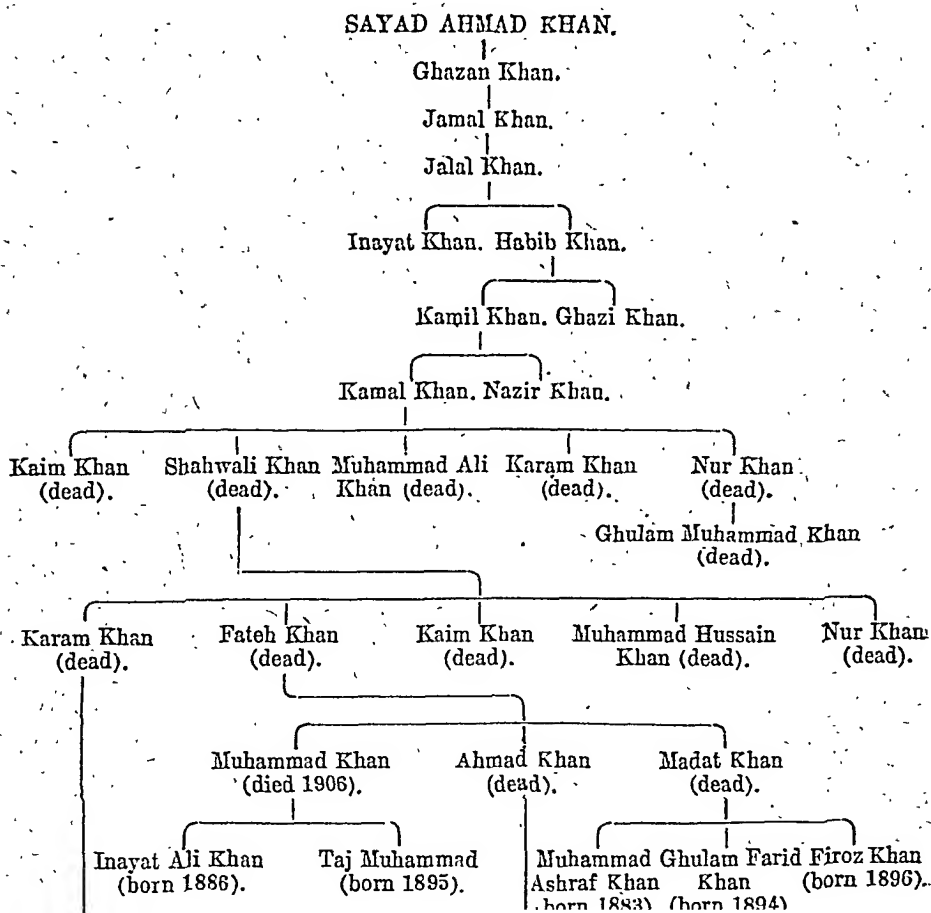 SAYAD AHMAD KHAN.
Ghazan Khan.
Jamal Khan.
Jalal Khan.
Inayat Khan. Habib Khan.
Kamil Khan. Ghazi Khan.
Kamal Khan. Nazir Khan.
Kaim Khan Shahwali Khan Muhammad Ali Karam Khan Nur Khan
(dead). (dead). Khan (dead). (dead). (dead).
Ghulam Muhammad Khan
(dead).
Karam Khan Fateh Khan Kaim Khan Muhammad Hussain Nur Khan
(dead). (dead). (dead). Khan (dead). (dead).
Muhammad Khan Ahmad Khan Madat Khan
(died 1906). (dead). (dead).
Inayat Ali Khan Taj Muhammad Muhammad Ghulam Farid Firoz Khan
(born 1886). (born 1895). Ashraf Khan Khan (born 1896).
(born 1883) (born 1894)